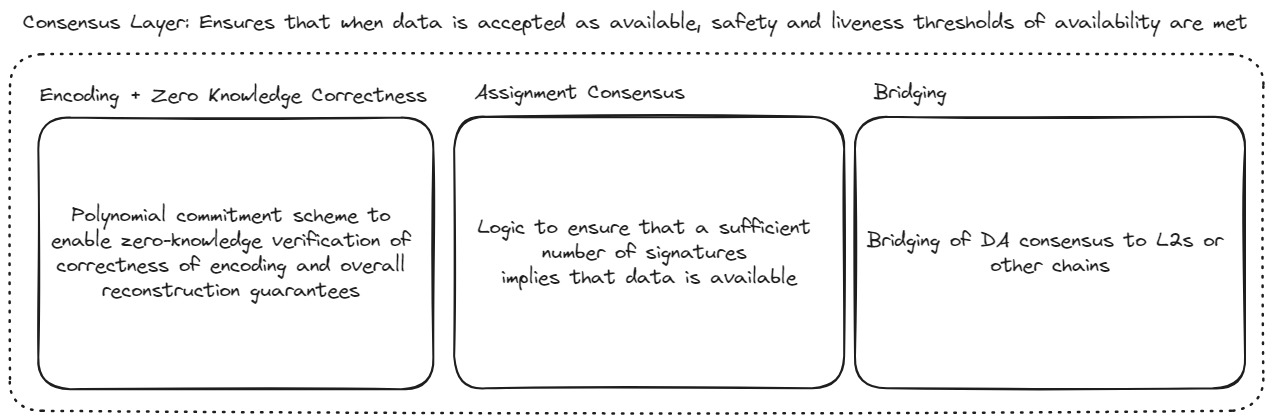 Consensus Layer: Ensures that when data is accepted as available, safety and liveness thresholds of availability are met
Encoding + Zero Knowledge Correctness
Polynomial commitment scheme to
enable zero-knowledge verification of
correctness of encoding and overall
reconstruction guarantees
Assignment Consensus
Logic to ensure that a sufficient
number of signatures
implies that data is available
Bridging
Bridging of DA consensus to L2s or
other chains